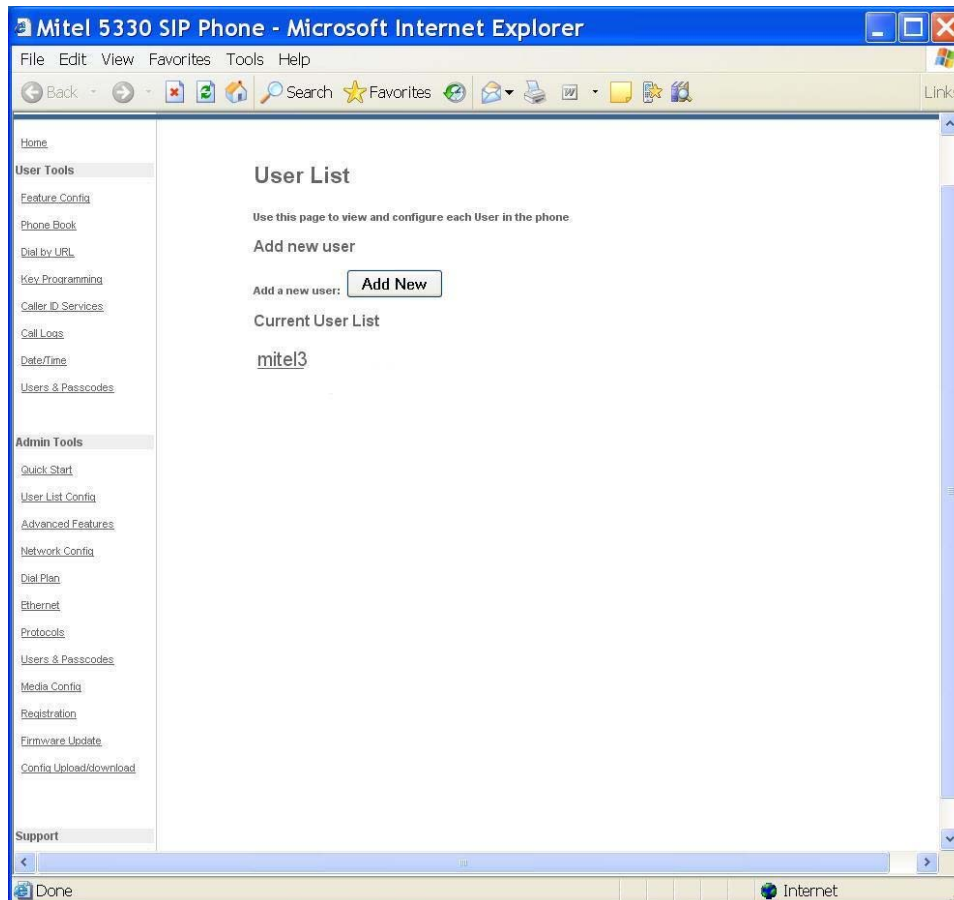 Mitel 5330 SIP Phone - Microsoft Internet Explorer
File Edit View Favorites Tools Help
Back Search Favorites Links
Home
User Tools
Feature Config
Phone Book
Dial by URL
Key Programming
Caller ID Services
Call Logs
Date/Time
Users & Passcodes
Admin Tools
Quick Start
User List Config
Advanced Features
Network Config
Dial Plan
Ethernet
Protocols
Users & Passcodes
Media Config
Registration
Firmware Update
Config Upload/download
Support
User List
Use this page to view and configure each User in the phone
Add new user
Add a new user: Add New
Current User List
mitel3
Done Internet